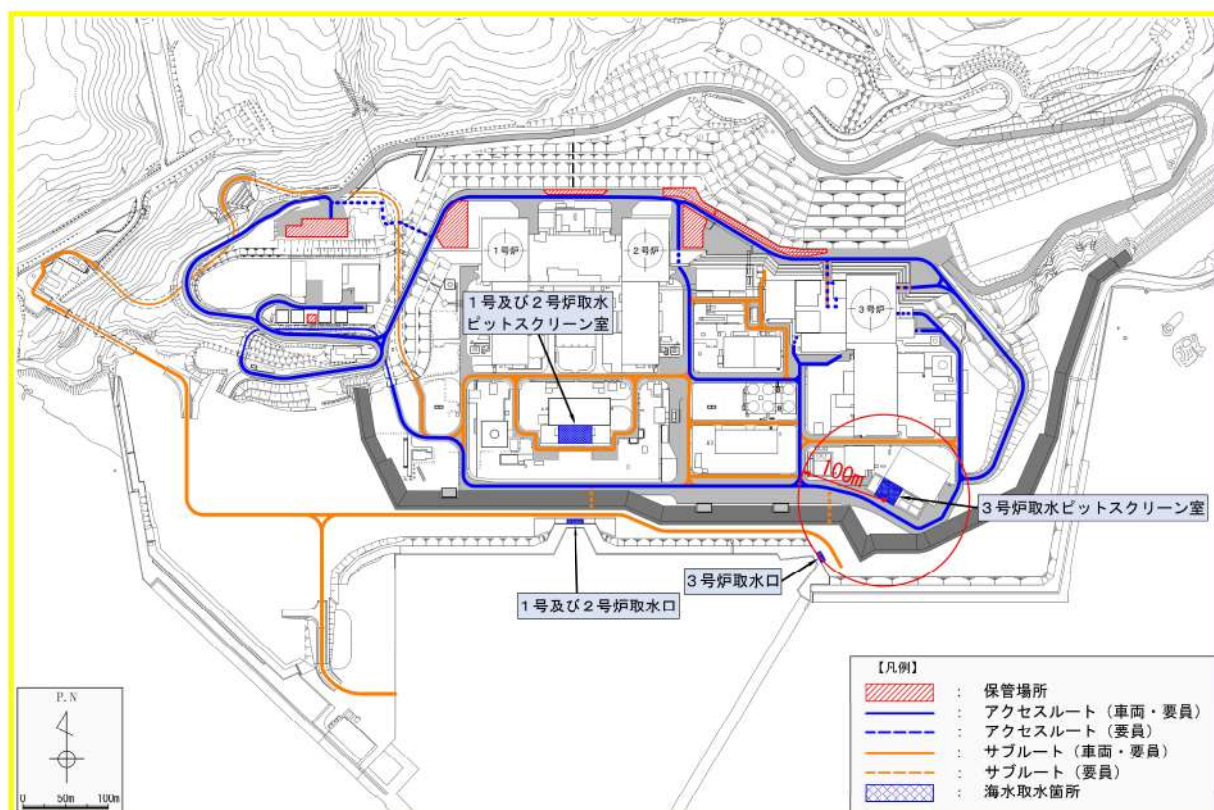 1号炉
2号炉
3号炉
1号及び2号炉取水
ピットスクリーン室
100m
3号炉取水ピットスクリーン室
3号炉取水口
1号及び2号炉取水口
P.N
0 50m 100m
【凡例】
: 保管場所
: アクセスルート(車両・要員)
: アクセスルート(要員)
: サブルート(車両・要員)
: サブルート(要員)
: 海水取水箇所